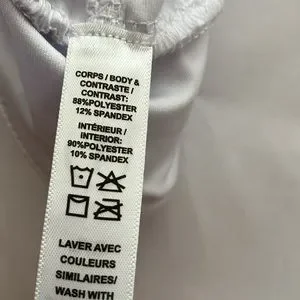 CORPS / BODY &
CONTRASTE /
CONTRAST:
88%POLYESTER
12% SPANDEX
INTÉRIEUR /
INTERIOR:
90%POLYESTER
10% SPANDEX
LAVER AVEC
COULEURS
SIMILAIRES/
WASH WITH